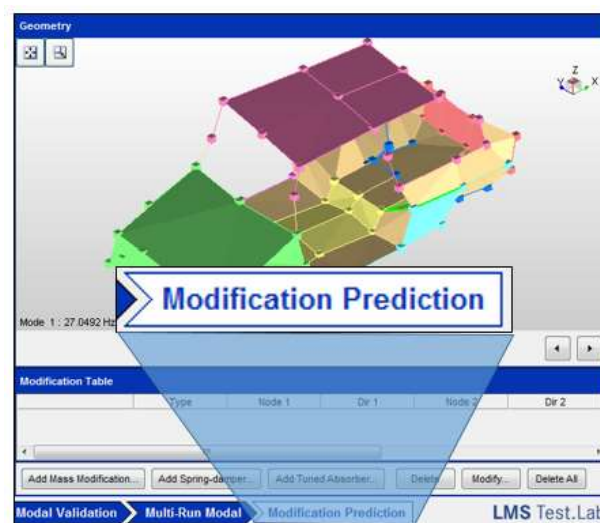 Geometry
Z
Y X
Modification Prediction
Mode 1 : 27.0492 Hz
Modification Table
Type Node 1 Dir 1 Node 2 Dir 2
Add Mass Modification... Add Spring-damper... Add Tuned Absorber... Delete Modify... Delete All
Modal Validation Multi-Run Modal Modification Prediction LMS Test.Lab